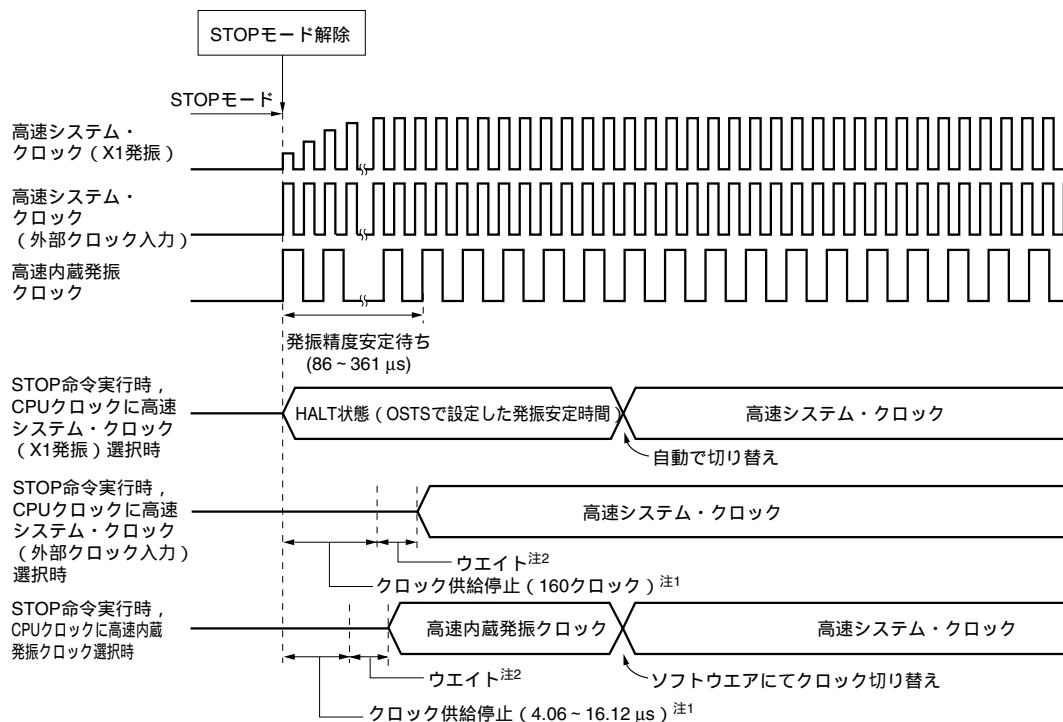 STOPモード解除
STOPモード
高速システム・
クロック（X1発振）
高速システム・
クロック
（外部クロック入力）
高速内蔵発振
クロック
発振精度安定待ち
(86～361 μs)
STOP命令実行時，
CPUクロックに高速
システム・クロック
（X1発振）選択時
HALT状態（OSTSで設定した発振安定時間）
高速システム・クロック
自動で切り替え
STOP命令実行時，
CPUクロックに高速
システム・クロック
（外部クロック入力）
選択時
高速システム・クロック
ウエイト注2
クロック供給停止（160クロック）注1
STOP命令実行時，
CPUクロックに高速内蔵
発振クロック選択時
高速内蔵発振クロック
高速システム・クロック
ウエイト注2
ソフトウエアにてクロック切り替え
クロック供給停止（4.06～16.12 μs）注1